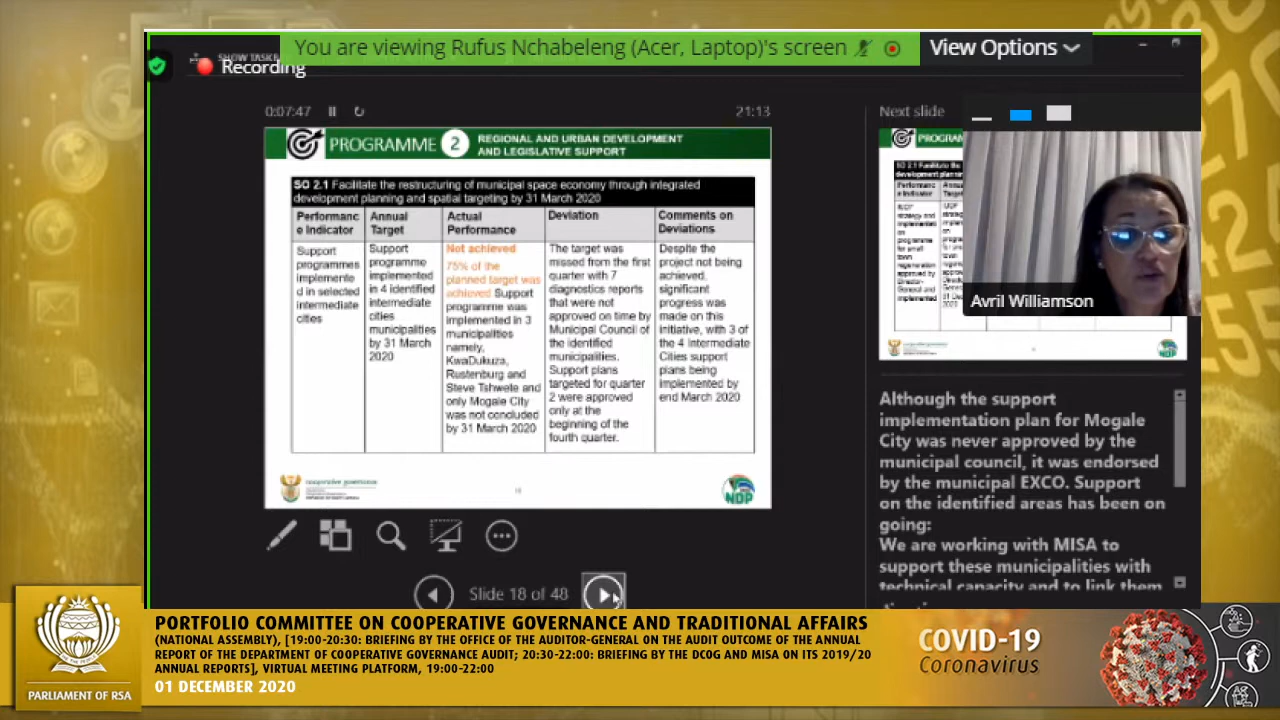 You are viewing Rufus Nchabeleng (Acer, Laptop)'s screen
View Options
Recording
0:07:47
21:13
Next slide
PROGRAMME 2
REGIONAL AND URBAN DEVELOPMENT
AND LEGISLATIVE SUPPORT
SO 2.1 Facilitate the restructuring of municipal space economy through integrated
development planning and spatial targeting by 31 March 2020
Performanc
e Indicator
Annual
Target
Actual
Performance
Deviation
Comments on
Deviations
Support
programmes
implemente
d in selected
intermediate
cities
Support
programme
implemented
in 4 identified
intermediate
cities
municipalities
by 31 March
2020
Not achieved
75% of the
planned target was
achieved Support
programme was
implemented in 3
municipalities
namely,
KwaDukuza,
Rustenburg and
Steve Tshwete and
only Mogale City
was not concluded
by 31 March 2020
The target was
missed from the first
quarter with 7
diagnostics reports
that were not
approved on time by
Municipal Council of
the identified
municipalities.
Support plans
targeted for quarter
2 were approved
only at the
beginning of the
fourth quarter.
Despite the
project not being
achieved,
significant
progress was
made on this
initiative, with 3 of
the 4 Intermediate
Cities support
plans being
implemented by
end March 2020
cooperative governance
NDP
Slide 18 of 48
Avril Williamson
Although the support
implementation plan for Mogale
City was never approved by the
municipal council, it was endorsed
by the municipal EXCO. Support
on the identified areas has been on
going:
We are working with MISA to
support these municipalities with
technical capacity and to link them
PARLIAMENT OF RSA
PORTFOLIO COMMITTEE ON COOPERATIVE GOVERNANCE AND TRADITIONAL AFFAIRS
(NATIONAL ASSEMBLY), [19:00-20:30: BRIEFING BY THE OFFICE OF THE AUDITOR-GENERAL ON THE AUDIT OUTCOME OF THE ANNUAL
REPORT OF THE DEPARTMENT OF COOPERATIVE GOVERNANCE AUDIT; 20:30-22:00: BRIEFING BY THE DCOG AND MISA ON ITS 2019/20
ANNUAL REPORTS], VIRTUAL MEETING PLATFORM, 19:00-22:00
01 DECEMBER 2020
COVID-19
Coronavirus